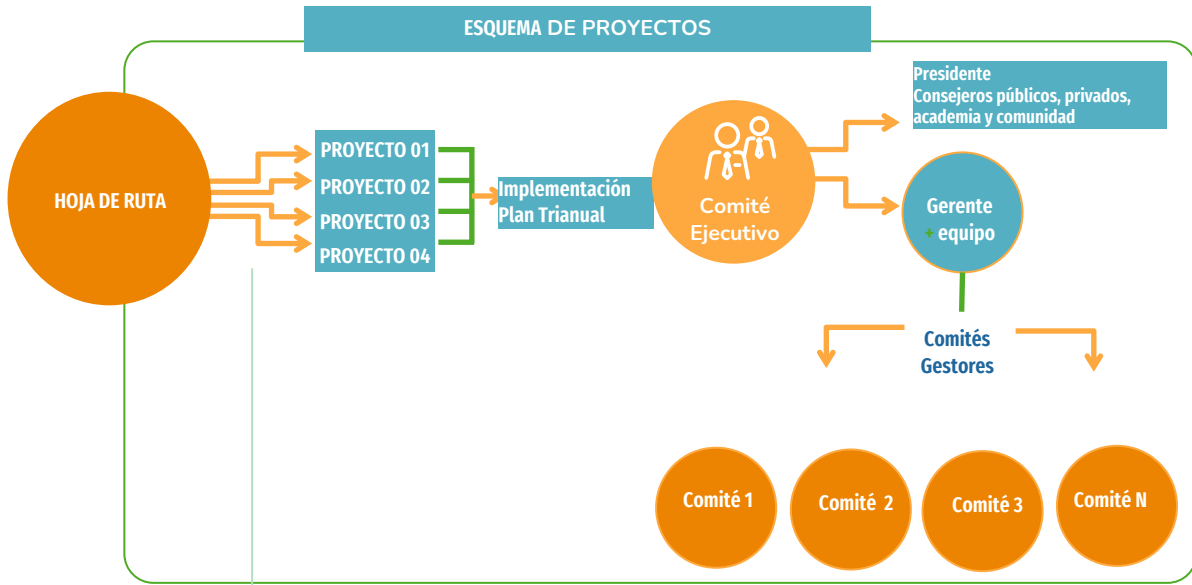 ESQUEMA DE PROYECTOS
HOJA DE RUTA
PROYECTO 01
PROYECTO 02
PROYECTO 03
PROYECTO 04
Implementación
Plan Trianual
Comité
Ejecutivo
Presidente
Consejeros públicos, privados,
academia y comunidad
Gerente
+ equipo
Comités
Gestores
Comité 1
Comité 2
Comité 3
Comité N